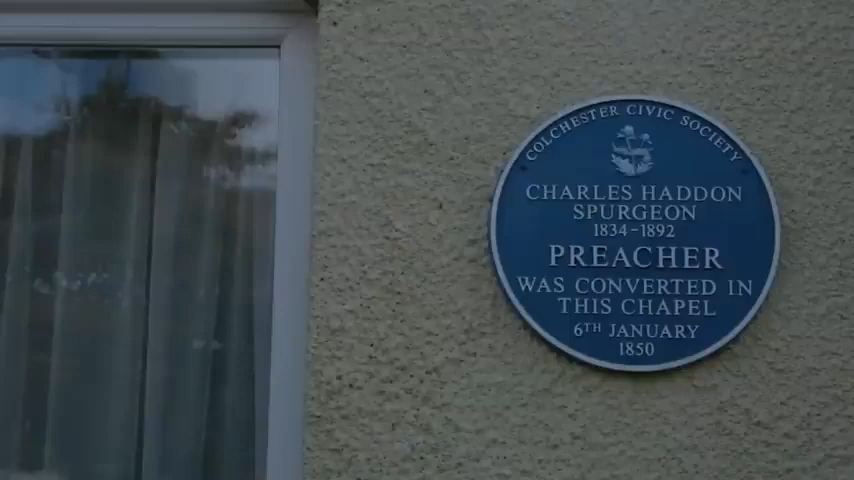 COLCHESTER CIVIC SOCIETY
CHARLES HADDON
SPURGEON
1834-1892
PREACHER
WAS CONVERTED IN
THIS CHAPEL
6TH JANUARY
1850